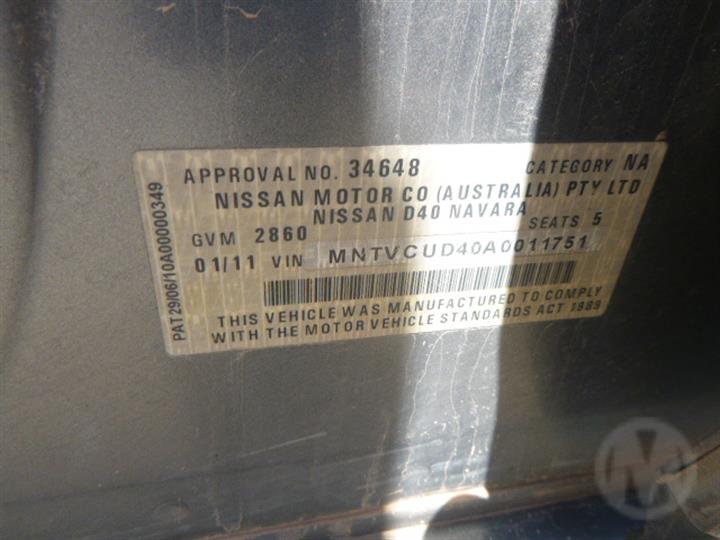 APPROVAL NO. 34648 CATEGORY NA
NISSAN MOTOR CO (AUSTRALIA) PTY LTD
NISSAN D40 NAVARA
GVM 2860 SEATS 5
01/11 VIN MNTVCUD40A0011751
THIS VEHICLE WAS MANUFACTURED TO COMPLY
WITH THE MOTOR VEHICLE STANDARDS ACT 1989
PAT29/06/10A00000349